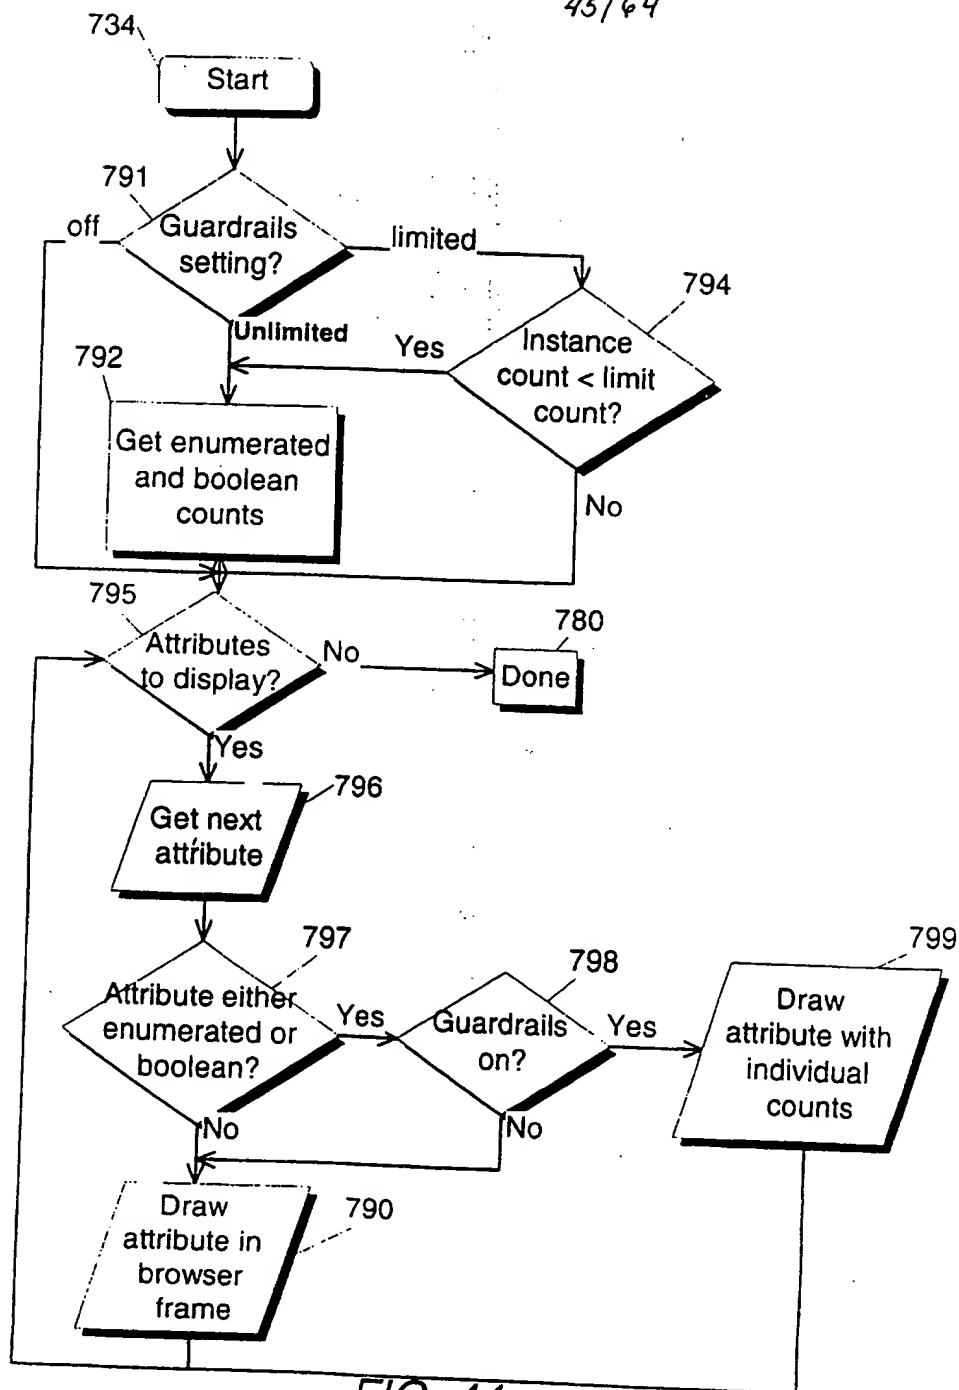 45/64
734
Start
791
off
Guardrails
setting?
limited
794
Unlimited
Yes
Instance
count < limit
count?
792
Get enumerated
and boolean
counts
No
795
Attributes
to display?
No
780
Done
Yes
796
Get next
attribute
797
Attribute either
enumerated or
boolean?
Yes
798
Guardrails
on?
Yes
799
Draw
attribute with
individual
counts
No
No
790
Draw
attribute in
browser
frame